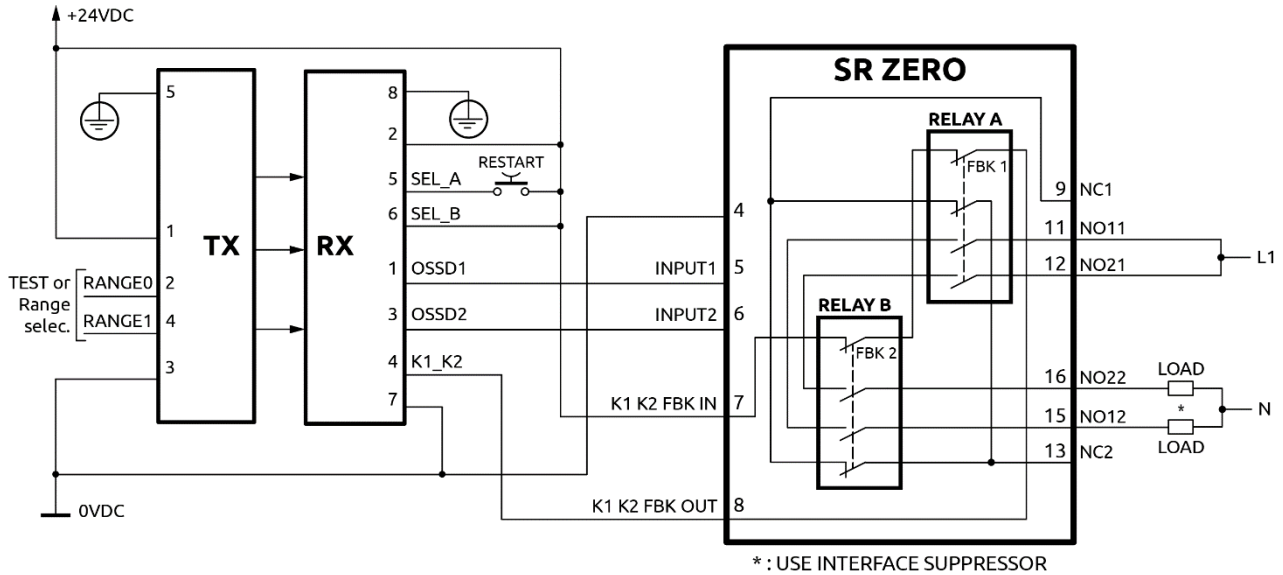 +24VDC
SR ZERO
5
8
RELAY A
2
RESTART
FBK 1
5 SEL_A
9 NC1
6 SEL_B
4
11 NO11
1
TX
RX
L1
1 OSSD1
INPUT1 5
12 NO21
TEST or
Range
selec.
RANGE0 2
RANGE1 4
3 OSSD2
INPUT2 6
RELAY B
3
4 K1_K2
FBK 2
16 NO22
LOAD
7
K1 K2 FBK IN 7
*
N
15 NO12
LOAD
13 NC2
0VDC
K1 K2 FBK OUT 8
* : USE INTERFACE SUPPRESSOR